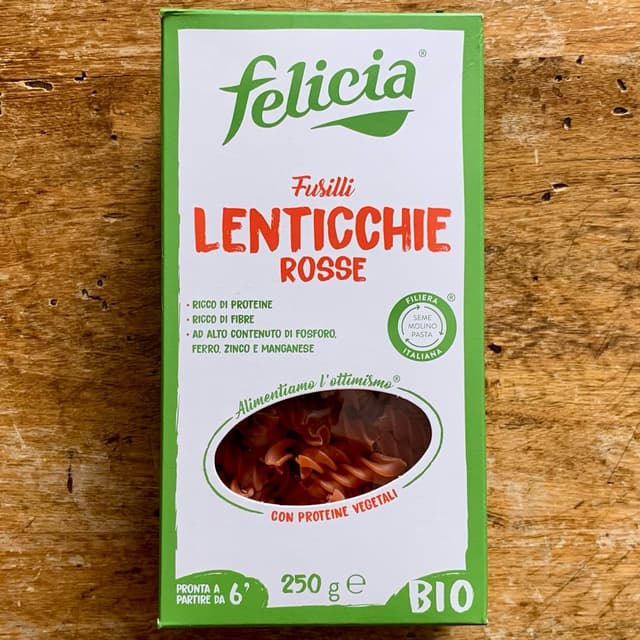 felicia®
Fusilli
LENTICCHIE
ROSSE
• RICCO DI PROTEINE
• RICCO DI FIBRE
• AD ALTO CONTENUTO DI FOSFORO,
FERRO, ZINCO E MANGANESE
FILIERA ®
SEME
MOLINO
PASTA
ITALIANA
Alimentiamo l'ottimismo®
CON PROTEINE VEGETALI
PRONTA A
PARTIRE DA 6'
250 g e
BIO